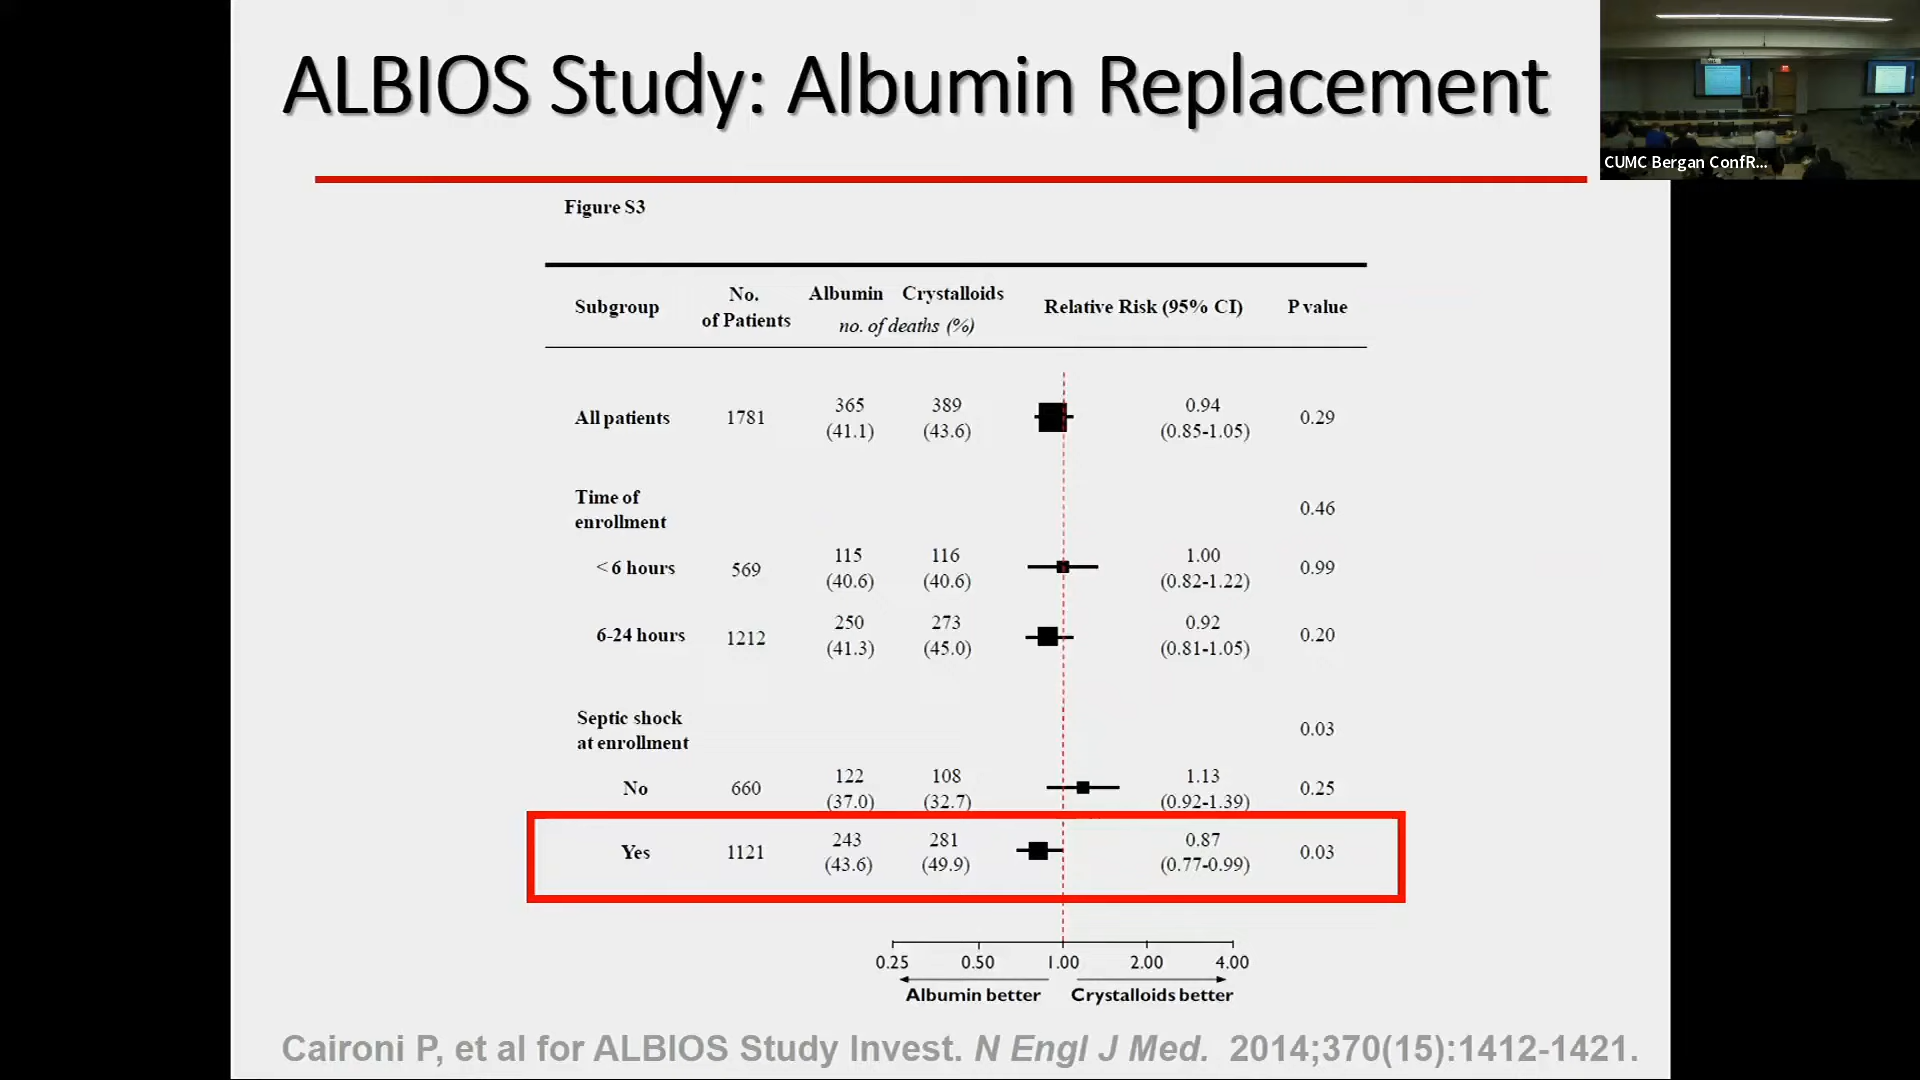 ALBIOS Study: Albumin Replacement
CUMC Bergan ConfR...
Figure S3
Subgroup
No.
of Patients
Albumin Crystalloids
no. of deaths (%)
Relative Risk (95% CI)
P value
All patients 1781 365 389 0.94 0.29
(41.1) (43.6) (0.85-1.05)
Time of
enrollment 0.46
< 6 hours 569 115 116 1.00 0.99
(40.6) (40.6) (0.82-1.22)
6-24 hours 1212 250 273 0.92 0.20
(41.3) (45.0) (0.81-1.05)
Septic shock
at enrollment 0.03
No 660 122 108 1.13 0.25
(37.0) (32.7) (0.92-1.39)
Yes 1121 243 281 0.87 0.03
(43.6) (49.9) (0.77-0.99)
0.25 0.50 1.00 2.00 4.00
Albumin better Crystalloids better
Caironi P, et al for ALBIOS Study Invest. N Engl J Med. 2014;370(15):1412-1421.